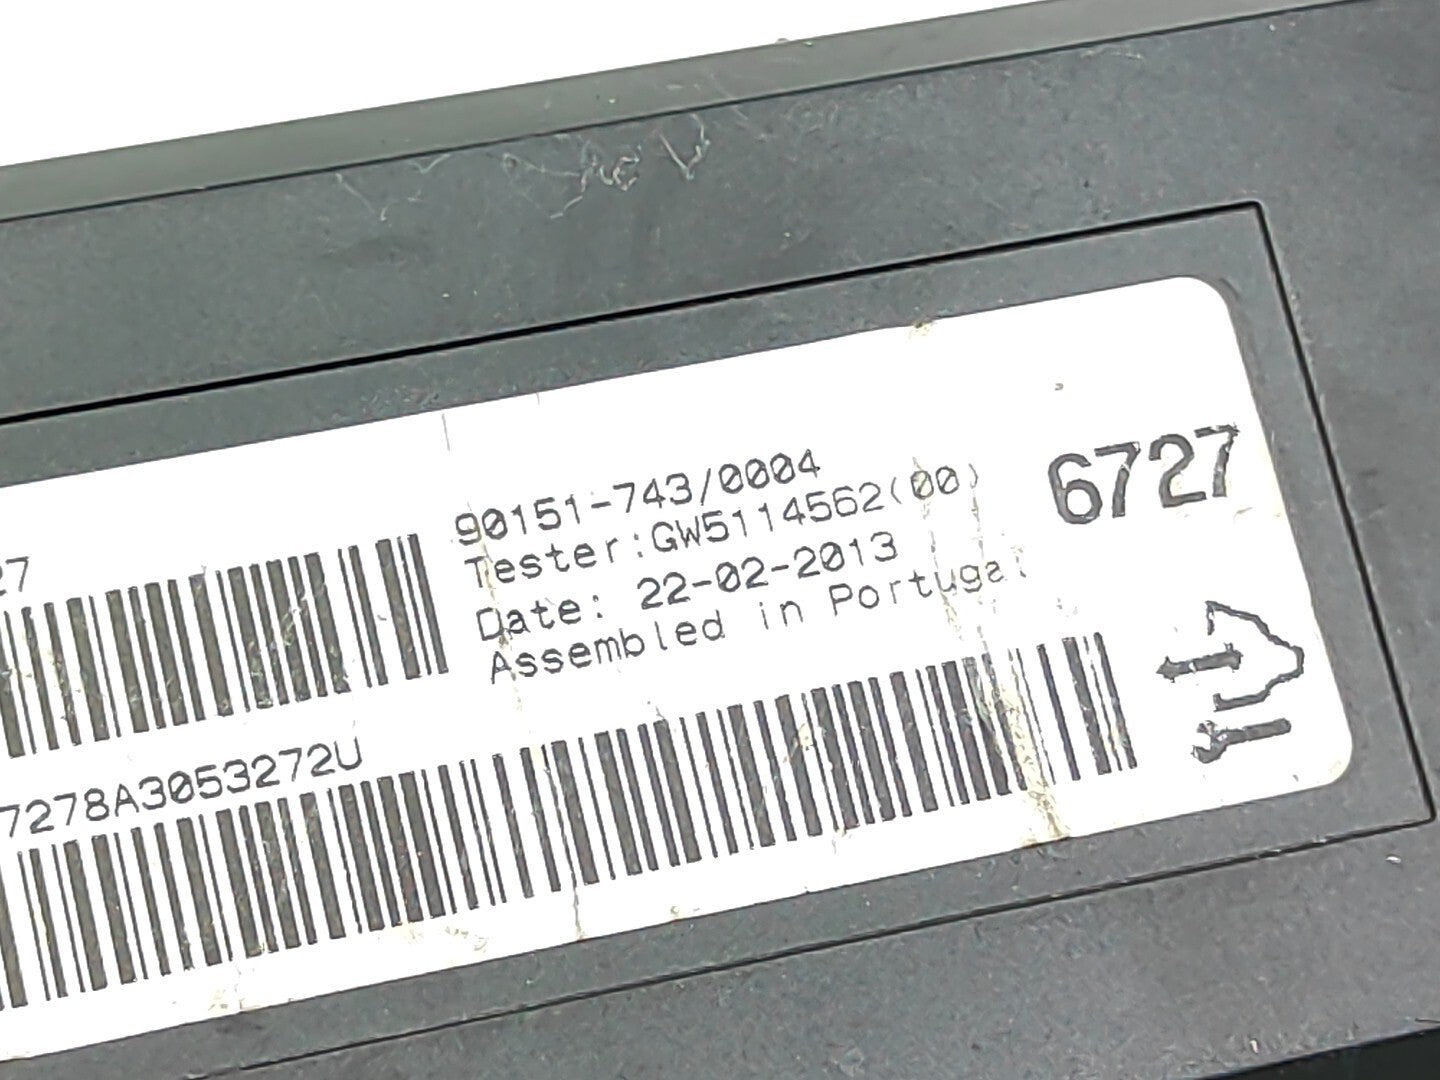 27
90151-743/0004
Tester:GW5114562(00)
Date: 22-02-2013
Assembled in Portugal
6727
7278A3053272U